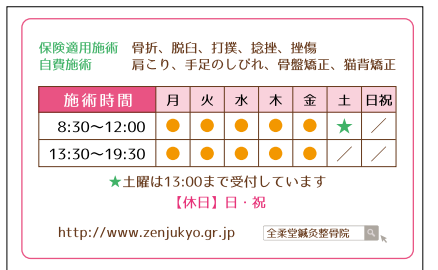 保険適用施術 骨折、脱臼、打撲、捻挫、挫傷
自費施術 肩こり、手足のしびれ、骨盤矯正、猫背矯正
施術時間 月 火 水 木 金 土 日祝
8:30〜12:00 ● ● ● ● ● ★ ／
13:30〜19:30 ● ● ● ● ● ／ ／
★土曜は13:00まで受付しています
【休日】日・祝
http://www.zenjukyo.gr.jp 全柔堂鍼灸整骨院